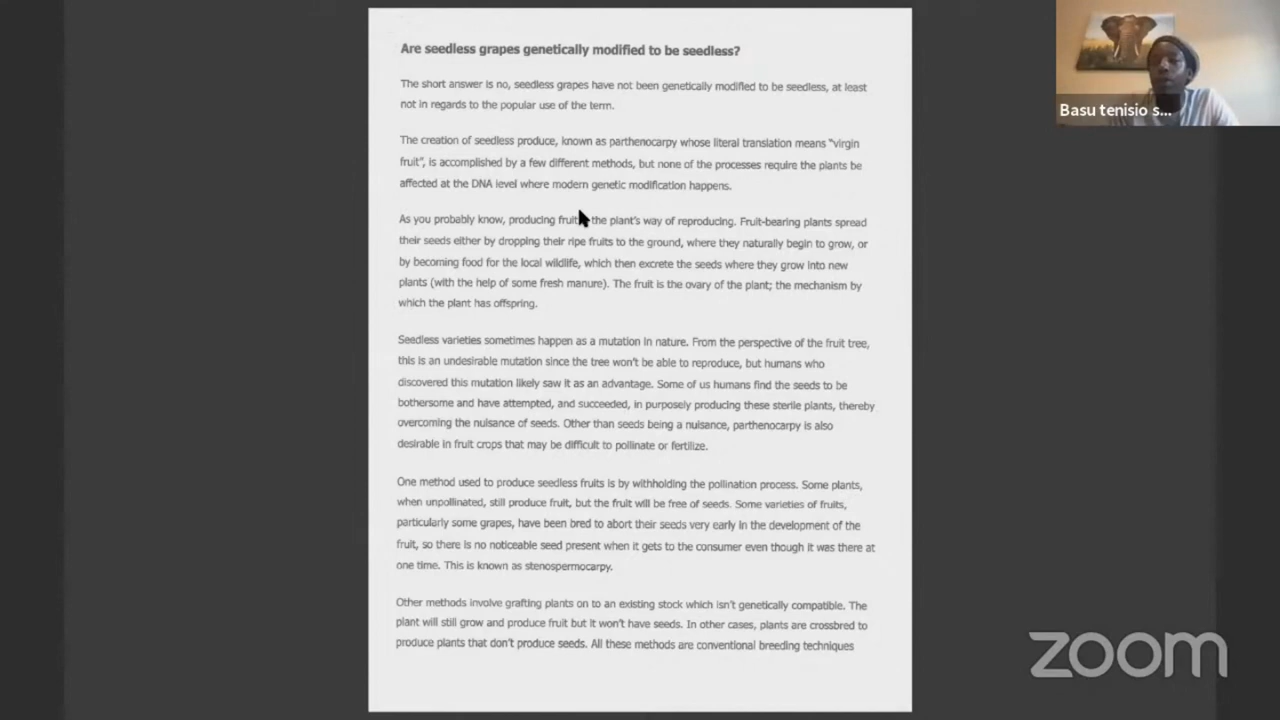 Are seedless grapes genetically modified to be seedless?
The short answer is no, seedless grapes have not been genetically modified to be seedless, at least
not in regards to the popular use of the term.
The creation of seedless produce, known as parthenocarpy whose literal translation means “virgin
fruit”, is accomplished by a few different methods, but none of the processes require the plants be
affected at the DNA level where modern genetic modification happens.
As you probably know, producing fruit the plant’s way of reproducing. Fruit-bearing plants spread
their seeds either by dropping their ripe fruits to the ground, where they naturally begin to grow, or
by becoming food for the local wildlife, which then excrete the seeds where they grow into new
plants (with the help of some fresh manure). The fruit is the ovary of the plant; the mechanism by
which the plant has offspring.
Seedless varieties sometimes happen as a mutation in nature. From the perspective of the fruit tree,
this is an undesirable mutation since the tree won’t be able to reproduce, but humans who
discovered this mutation likely saw it as an advantage. Some of us humans find the seeds to be
bothersome and have attempted, and succeeded, in purposely producing these sterile plants, thereby
overcoming the nuisance of seeds. Other than seeds being a nuisance, parthenocarpy is also
desirable in fruit crops that may be difficult to pollinate or fertilize.
One method used to produce seedless fruits is by withholding the pollination process. Some plants,
when unpollinated, still produce fruit, but the fruit will be free of seeds. Some varieties of fruits,
particularly some grapes, have been bred to abort their seeds very early in the development of the
fruit, so there is no noticeable seed present when it gets to the consumer even though it was there at
one time. This is known as stenospermocarpy.
Other methods involve grafting plants on to an existing stock which isn’t genetically compatible. The
plant will still grow and produce fruit but it won’t have seeds. In other cases, plants are crossbred to
produce plants that don’t produce seeds. All these methods are conventional breeding techniques
Basu tenisio s...
zoom